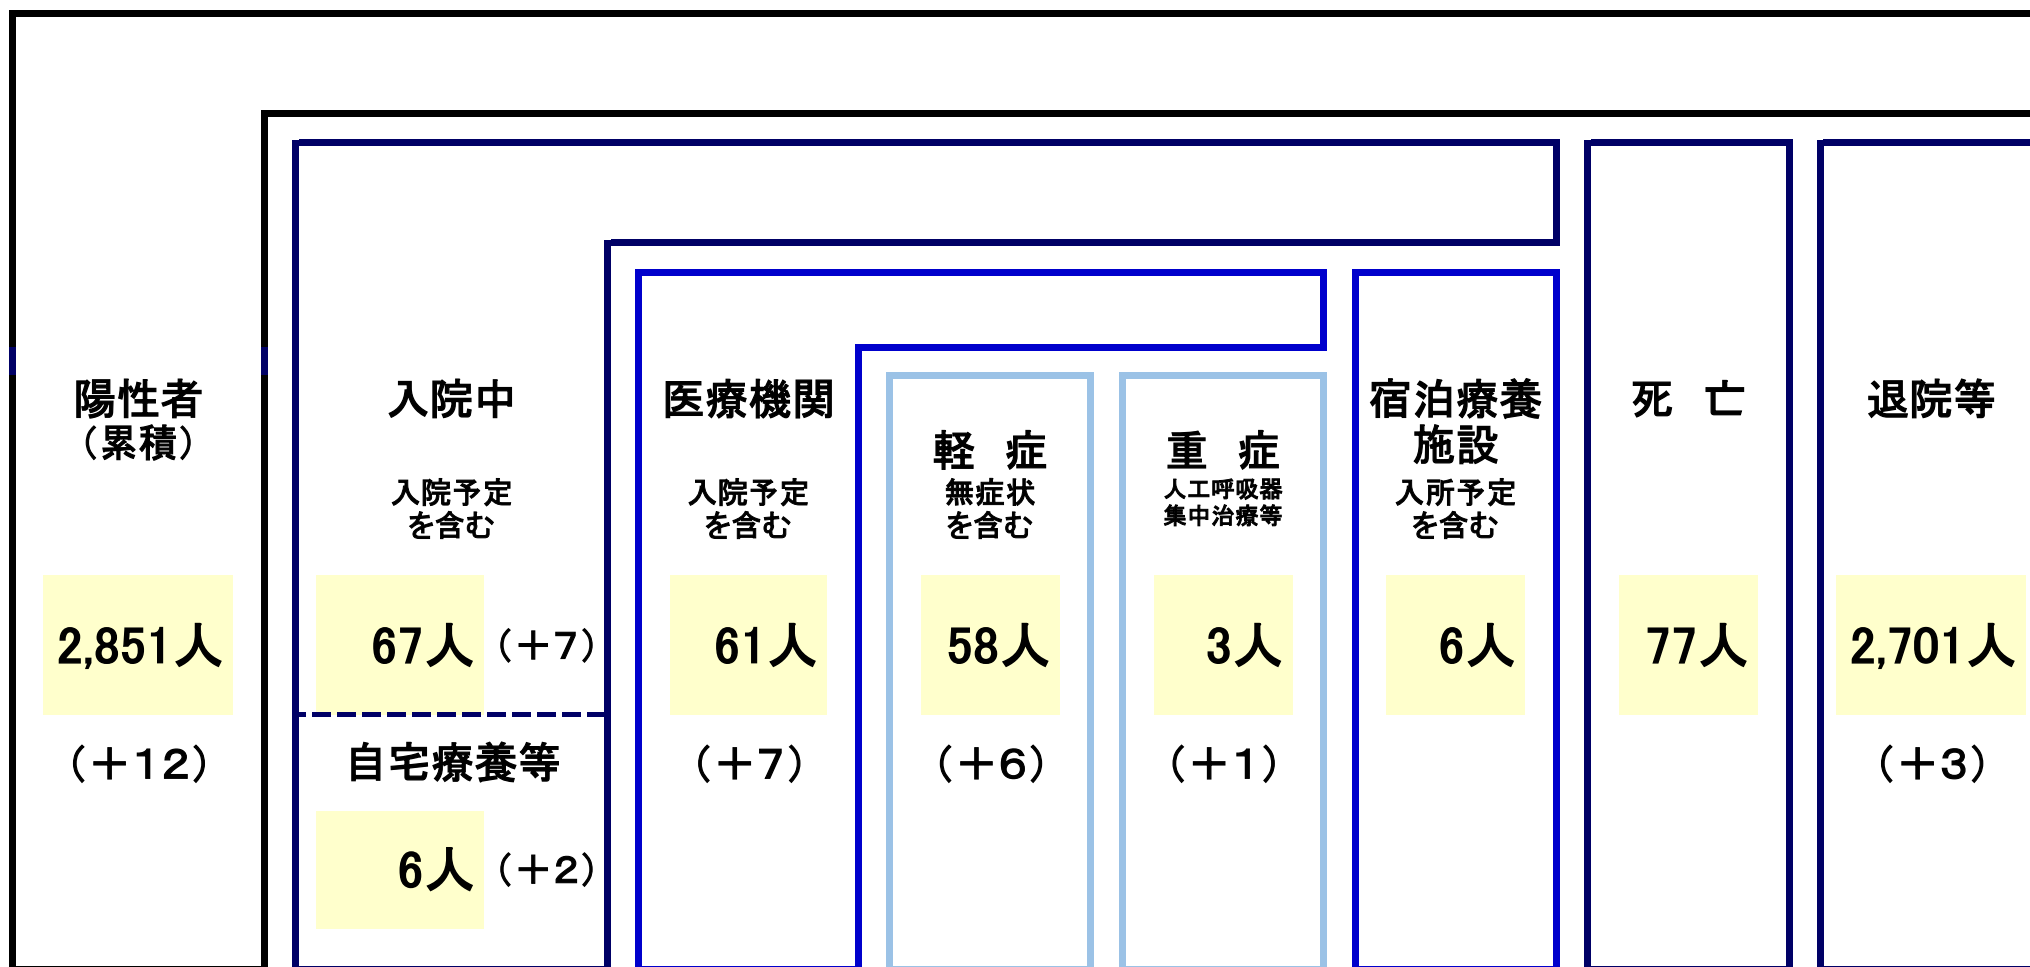 陽性者
（累積）
2,851人
（＋12）
入院中
入院予定
を含む
67人（＋7）
自宅療養等
6人（＋2）
医療機関
入院予定
を含む
61人
（＋7）
軽　症
無症状
を含む
58人
（＋6）
重　症
人工呼吸器
集中治療等
3人
（＋1）
宿泊療養
施設
入所予定
を含む
6人
死　亡
77人
退院等
2,701人
（＋3）